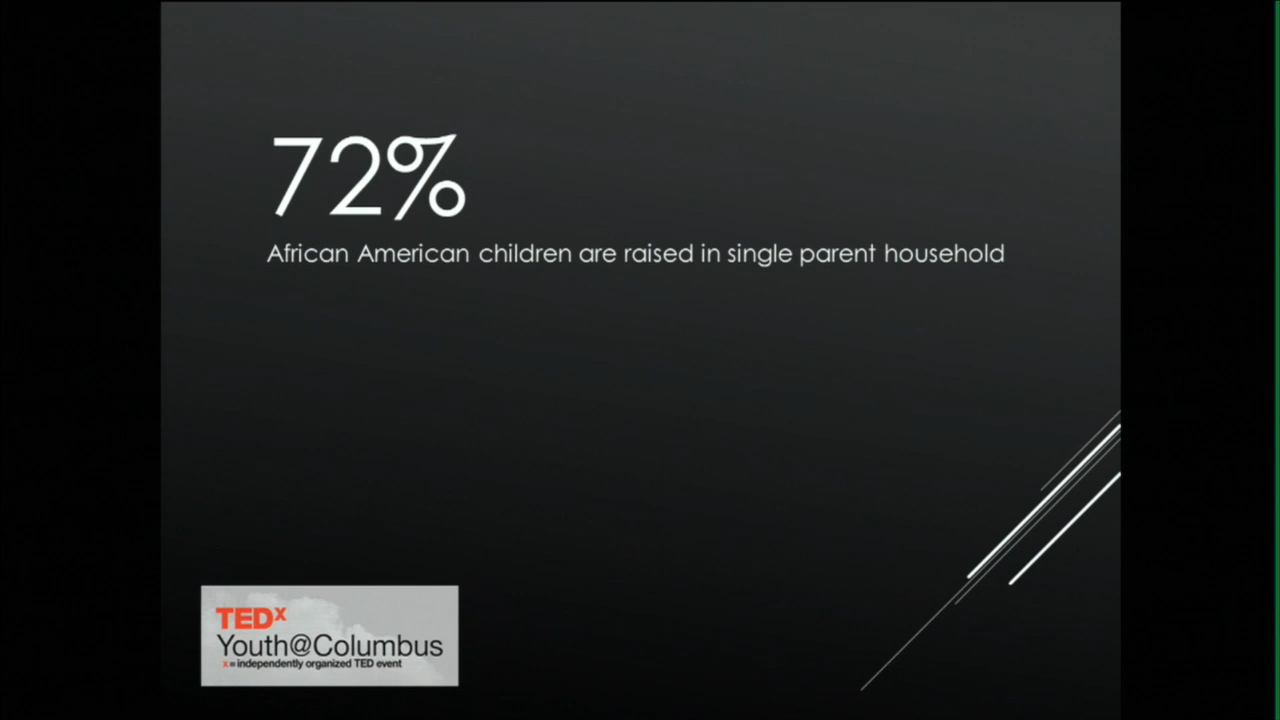 72%
African American children are raised in single parent household
TEDx
Youth@Columbus
x = independently organized TED event